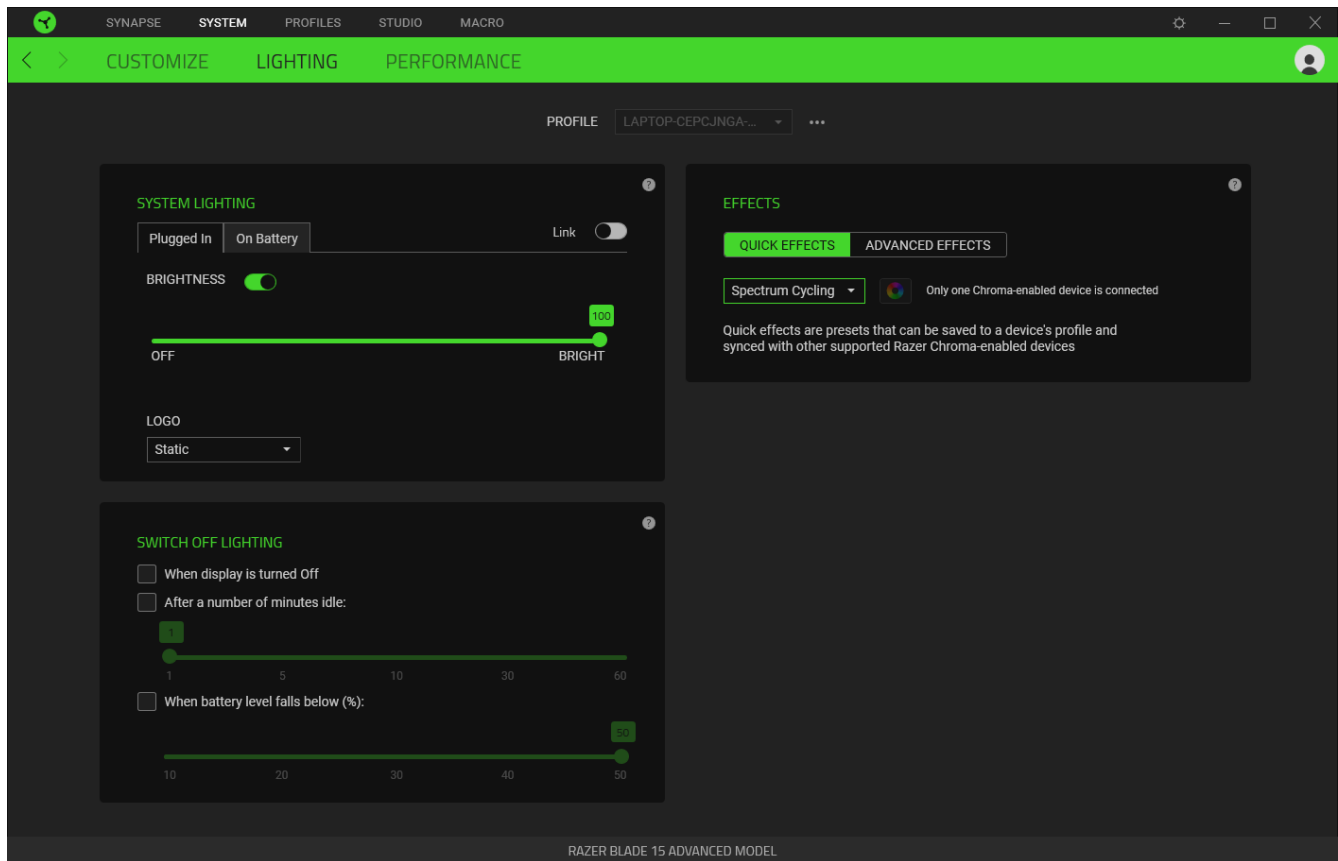 SYNAPSE SYSTEM PROFILES STUDIO MACRO
CUSTOMIZE LIGHTING PERFORMANCE
PROFILE LAPTOP-CEPCJNGA-...
SYSTEM LIGHTING
Plugged In On Battery Link
BRIGHTNESS
100
OFF BRIGHT
LOGO
Static
SWITCH OFF LIGHTING
When display is turned Off
After a number of minutes idle:
1
1 5 10 30 60
When battery level falls below (%):
50
10 20 30 40 50
EFFECTS
QUICK EFFECTS ADVANCED EFFECTS
Spectrum Cycling Only one Chroma-enabled device is connected
Quick effects are presets that can be saved to a device's profile and
synced with other supported Razer Chroma-enabled devices
RAZER BLADE 15 ADVANCED MODEL